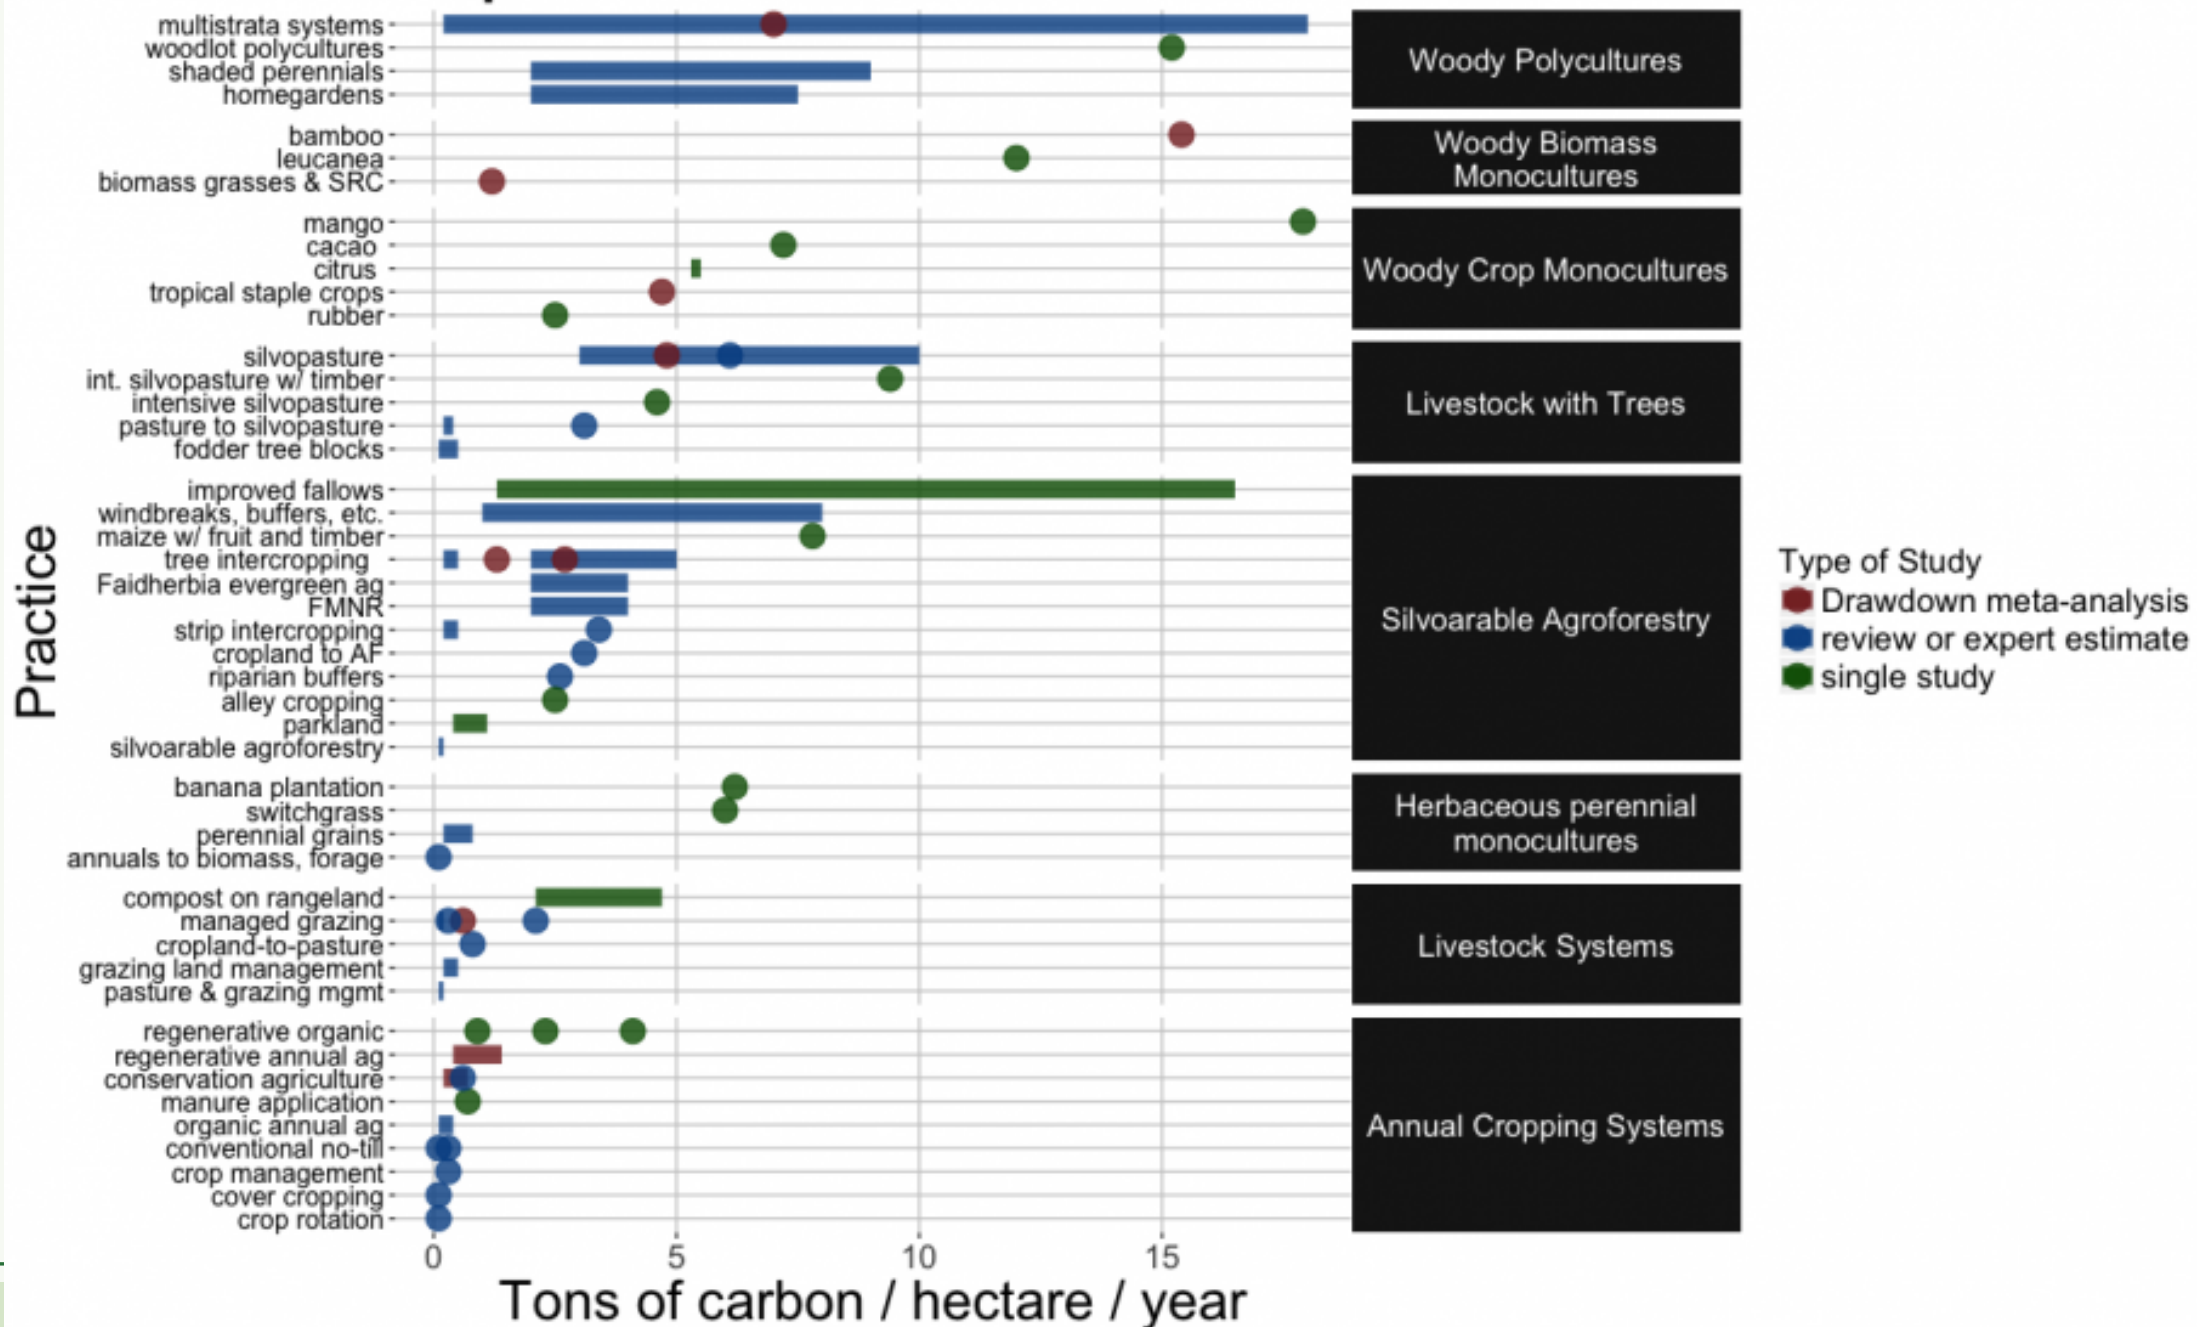 multistrata systems
woodlot polycultures
shaded perennials
homegardens
Woody Polycultures
bamboo
leucanea
biomass grasses & SRC
Woody Biomass
Monocultures
mango
cacao
citrus
tropical staple crops
rubber
Woody Crop Monocultures
silvopasture
int. silvopasture w/ timber
intensive silvopasture
pasture to silvopasture
fodder tree blocks
Livestock with Trees
improved fallows
windbreaks, buffers, etc.
maize w/ fruit and timber
tree intercropping
Faidherbia evergreen ag
FMNR
strip intercropping
cropland to AF
riparian buffers
alley cropping
parkland
silvoarable agroforestry
Silvoarable Agroforestry
banana plantation
switchgrass
perennial grains
annuals to biomass, forage
Herbaceous perennial
monocultures
compost on rangeland
managed grazing
cropland-to-pasture
grazing land management
pasture & grazing mgmt
Livestock Systems
regenerative organic
regenerative annual ag
conservation agriculture
manure application
organic annual ag
conventional no-till
crop management
cover cropping
crop rotation
Annual Cropping Systems
Practice
0 5 10 15
Tons of carbon / hectare / year
Type of Study
Drawdown meta-analysis
review or expert estimate
single study